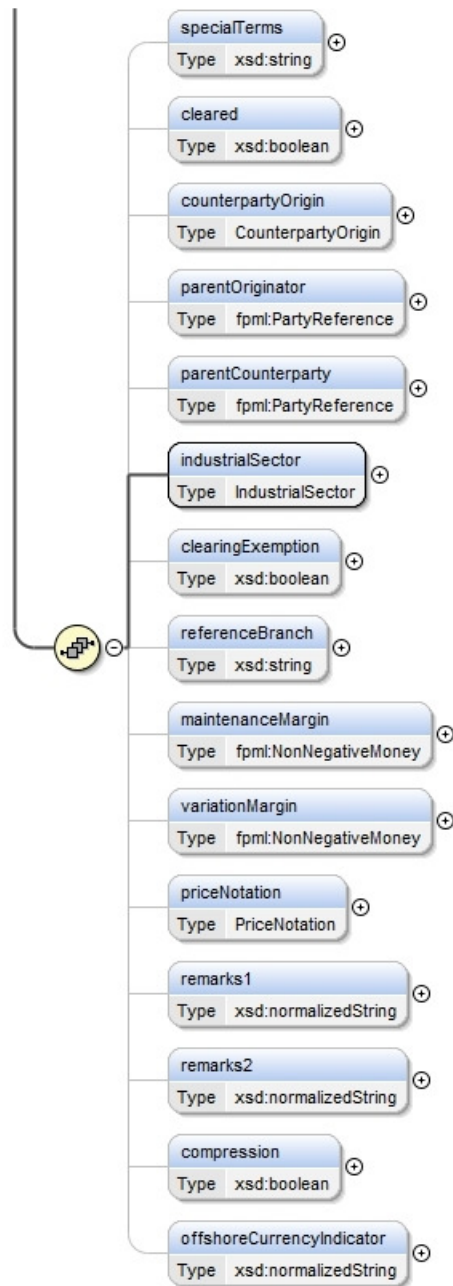 specialTerms
Type xsd:string
cleared
Type xsd:boolean
counterpartyOrigin
Type CounterpartyOrigin
parentOriginator
Type fpml:PartyReference
parentCounterparty
Type fpml:PartyReference
industrialSector
Type IndustrialSector
clearingExemption
Type xsd:boolean
referenceBranch
Type xsd:string
maintenanceMargin
Type fpml:NonNegativeMoney
variationMargin
Type fpml:NonNegativeMoney
priceNotation
Type PriceNotation
remarks1
Type xsd:normalizedString
remarks2
Type xsd:normalizedString
compression
Type xsd:boolean
offshoreCurrencyIndicator
Type xsd:normalizedString